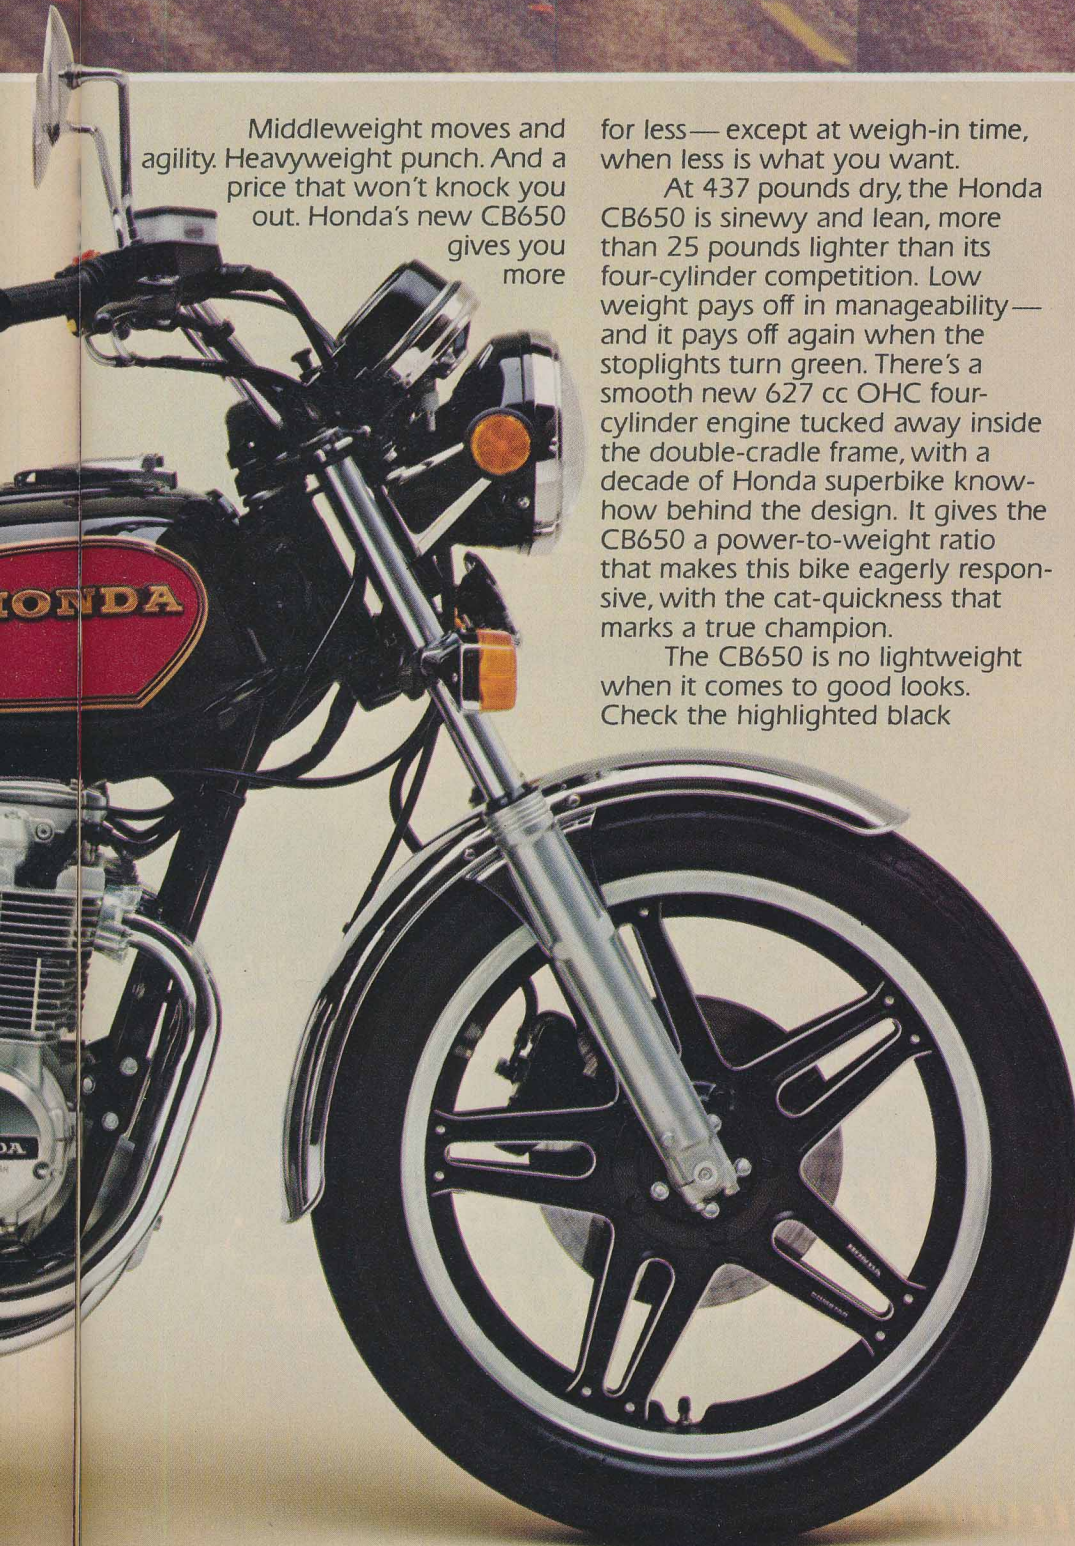 Middleweight moves and
agility. Heavyweight punch. And a
price that won't knock you
out. Honda's new CB650
gives you
more
for less— except at weigh-in time,
when less is what you want.
At 437 pounds dry, the Honda
CB650 is sinewy and lean, more
than 25 pounds lighter than its
four-cylinder competition. Low
weight pays off in manageability—
and it pays off again when the
stoplights turn green. There's a
smooth new 627 cc OHC four-
cylinder engine tucked away inside
the double-cradle frame, with a
decade of Honda superbike know-
how behind the design. It gives the
CB650 a power-to-weight ratio
that makes this bike eagerly respon-
sive, with the cat-quickness that
marks a true champion.
The CB650 is no lightweight
when it comes to good looks.
Check the highlighted black
HONDA
DA
HONDA